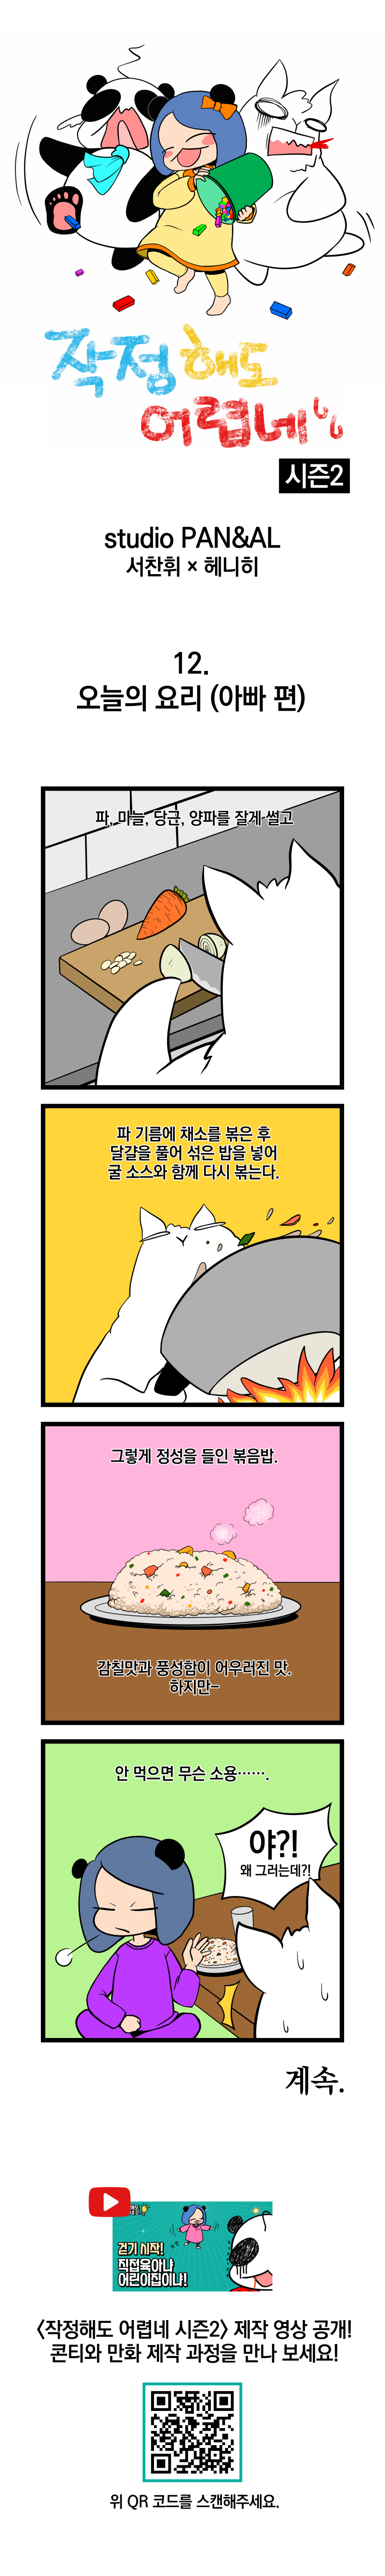 작정해도
어렵네
시즌2
studio PAN&AL
서찬휘 × 헤니히
12.
오늘의 요리 (아빠 편)
파, 마늘, 당근, 양파를 잘게 썰고
파 기름에 채소를 볶은 후
달걀을 풀어 섞은 밥을 넣어
굴 소스와 함께 다시 볶는다.
그렇게 정성을 들인 볶음밥.
감칠맛과 풍성함이 어우러진 맛.
하지만-
안 먹으면 무슨 소용…….
야?!
왜 그러는데?!
계속.
걷기 시작!
직접육아냐
어린이집이냐!
<작정해도 어렵네 시즌2> 제작 영상 공개!
콘티와 만화 제작 과정을 만나 보세요!
위 QR 코드를 스캔해주세요.